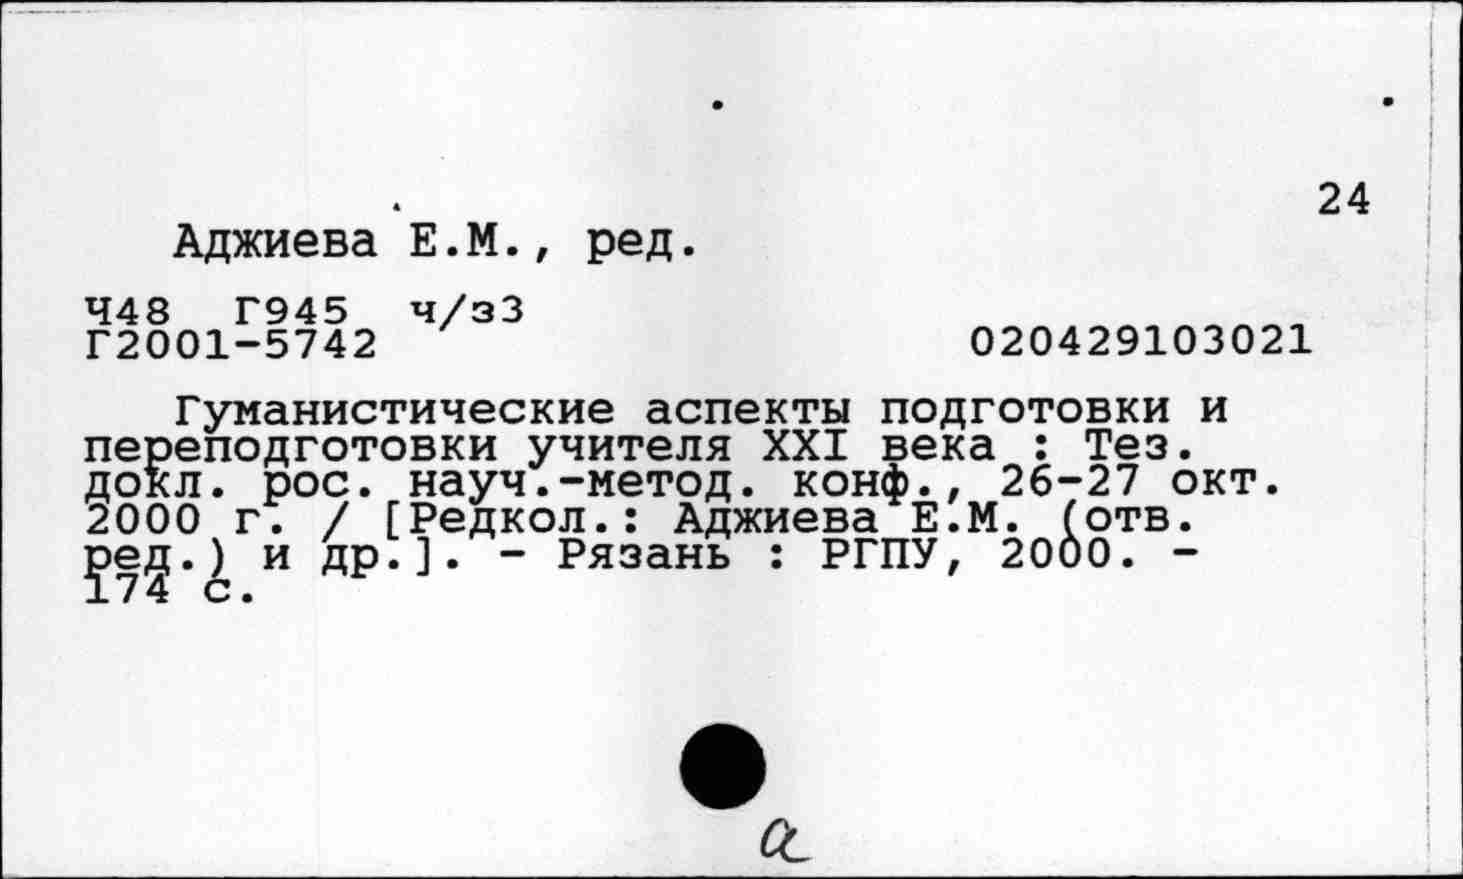 24
Аджиева Е.М., ред.
Ч48 Г945 ч/з3
Г2001-5742 020429103021
Гуманистические аспекты подготовки и
переподготовки учителя XXI века : Тез.
докл. рос. науч.-метод. конф., 26-27 окт.
2000 г. / [Редкол.: Аджиева Е.М. (отв.
ред.) и др.]. - Рязань : РГПУ, 2000. -
174 с.
а